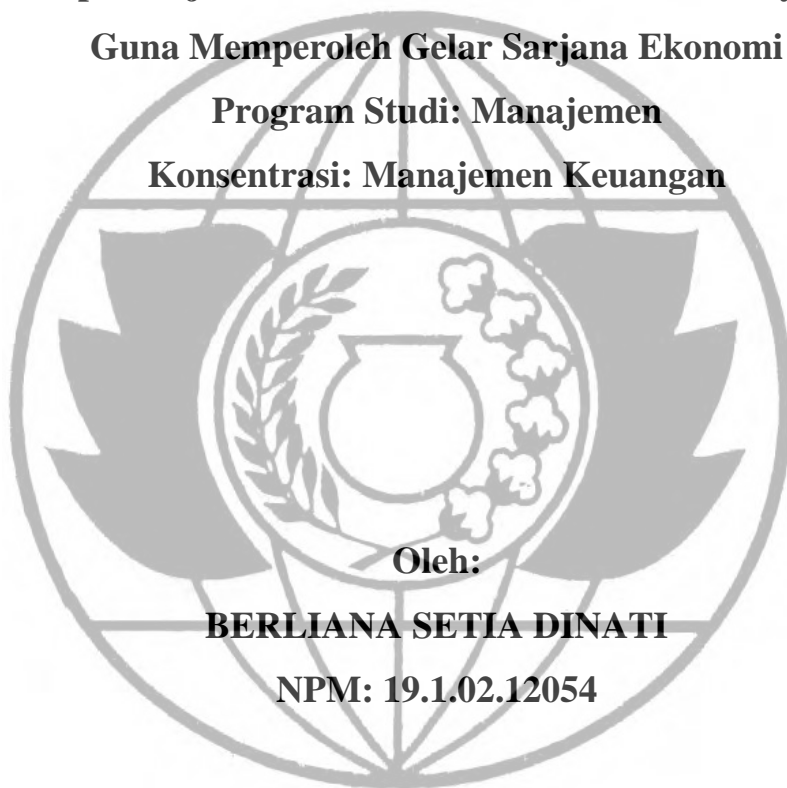 Guna Memperoleh Gelar Sarjana Ekonomi
Program Studi: Manajemen
Konsentrasi: Manajemen Keuangan
Oleh:
BERLIANA SETIA DINATI
NPM: 19.1.02.12054